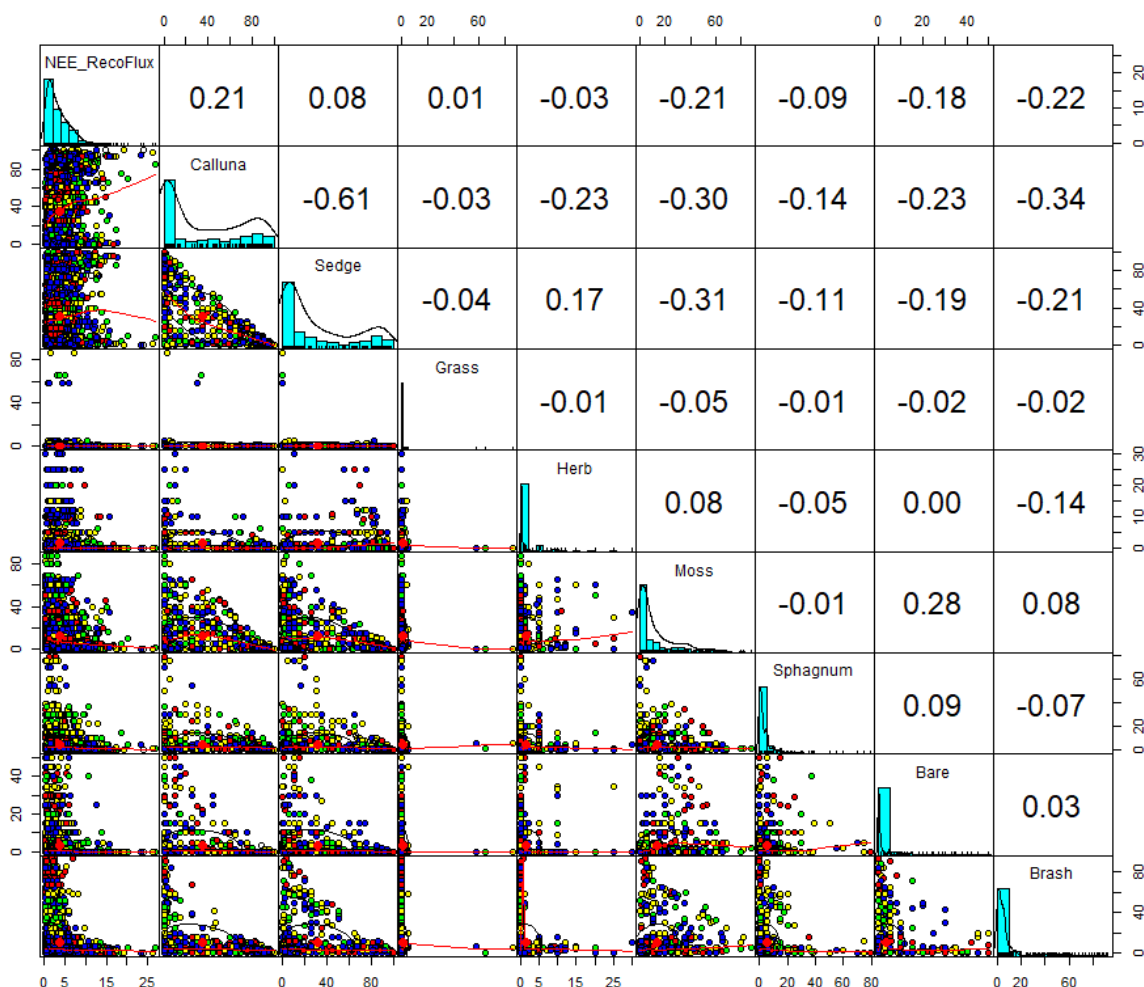 0 40 80 0 40 80 0 20 60 0 20 40
NEE_RecoFlux
0.21 0.08 0.01 -0.03 -0.21 -0.09 -0.18 -0.22
0 10 20
Calluna
0 40 80
-0.61 -0.03 -0.23 -0.30 -0.14 -0.23 -0.34
Sedge
-0.04 0.17 -0.31 -0.11 -0.19 -0.21
0 40 80
Grass
0 40 80
-0.01 -0.05 -0.01 -0.02 -0.02
Herb
0.08 -0.05 0.00 -0.14
0 10 20 30
Moss
0 40 80
-0.01 0.28 0.08
Sphagnum
0.09 -0.07
0 20 60
Bare
0 20 40
0.03
Brash
0 40 80
0 5 15 25 0 40 80 0 5 15 25 0 20 40 60 80 0 20 60